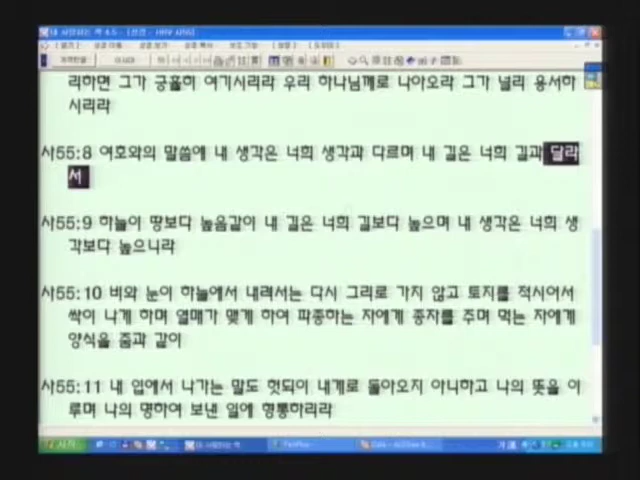 리하면 그가 긍휼히 여기시리라 우리 하나님께로 나아오라 그가 널리 용서하
시리라
사55:8 여호와의 말씀에 내 생각은 너희 생각과 다르며 내 길은 너희 길과 달라
서
사55:9 하늘이 땅보다 높음같이 내 길은 너희 길보다 높으며 내 생각은 너희 생
각보다 높으니라
사55:10 비와 눈이 하늘에서 내려서는 다시 그리로 가지 않고 토지를 적시어서
싹이 나게 하며 열매가 맺게 하여 파종하는 자에게 종자를 주며 먹는 자에게
양식을 줌과 같이
사55:11 내 입에서 나가는 말도 헛되이 내게로 돌아오지 아니하고 나의 뜻을 이
루며 나의 명하여 보낸 일에 형통하리라
시작